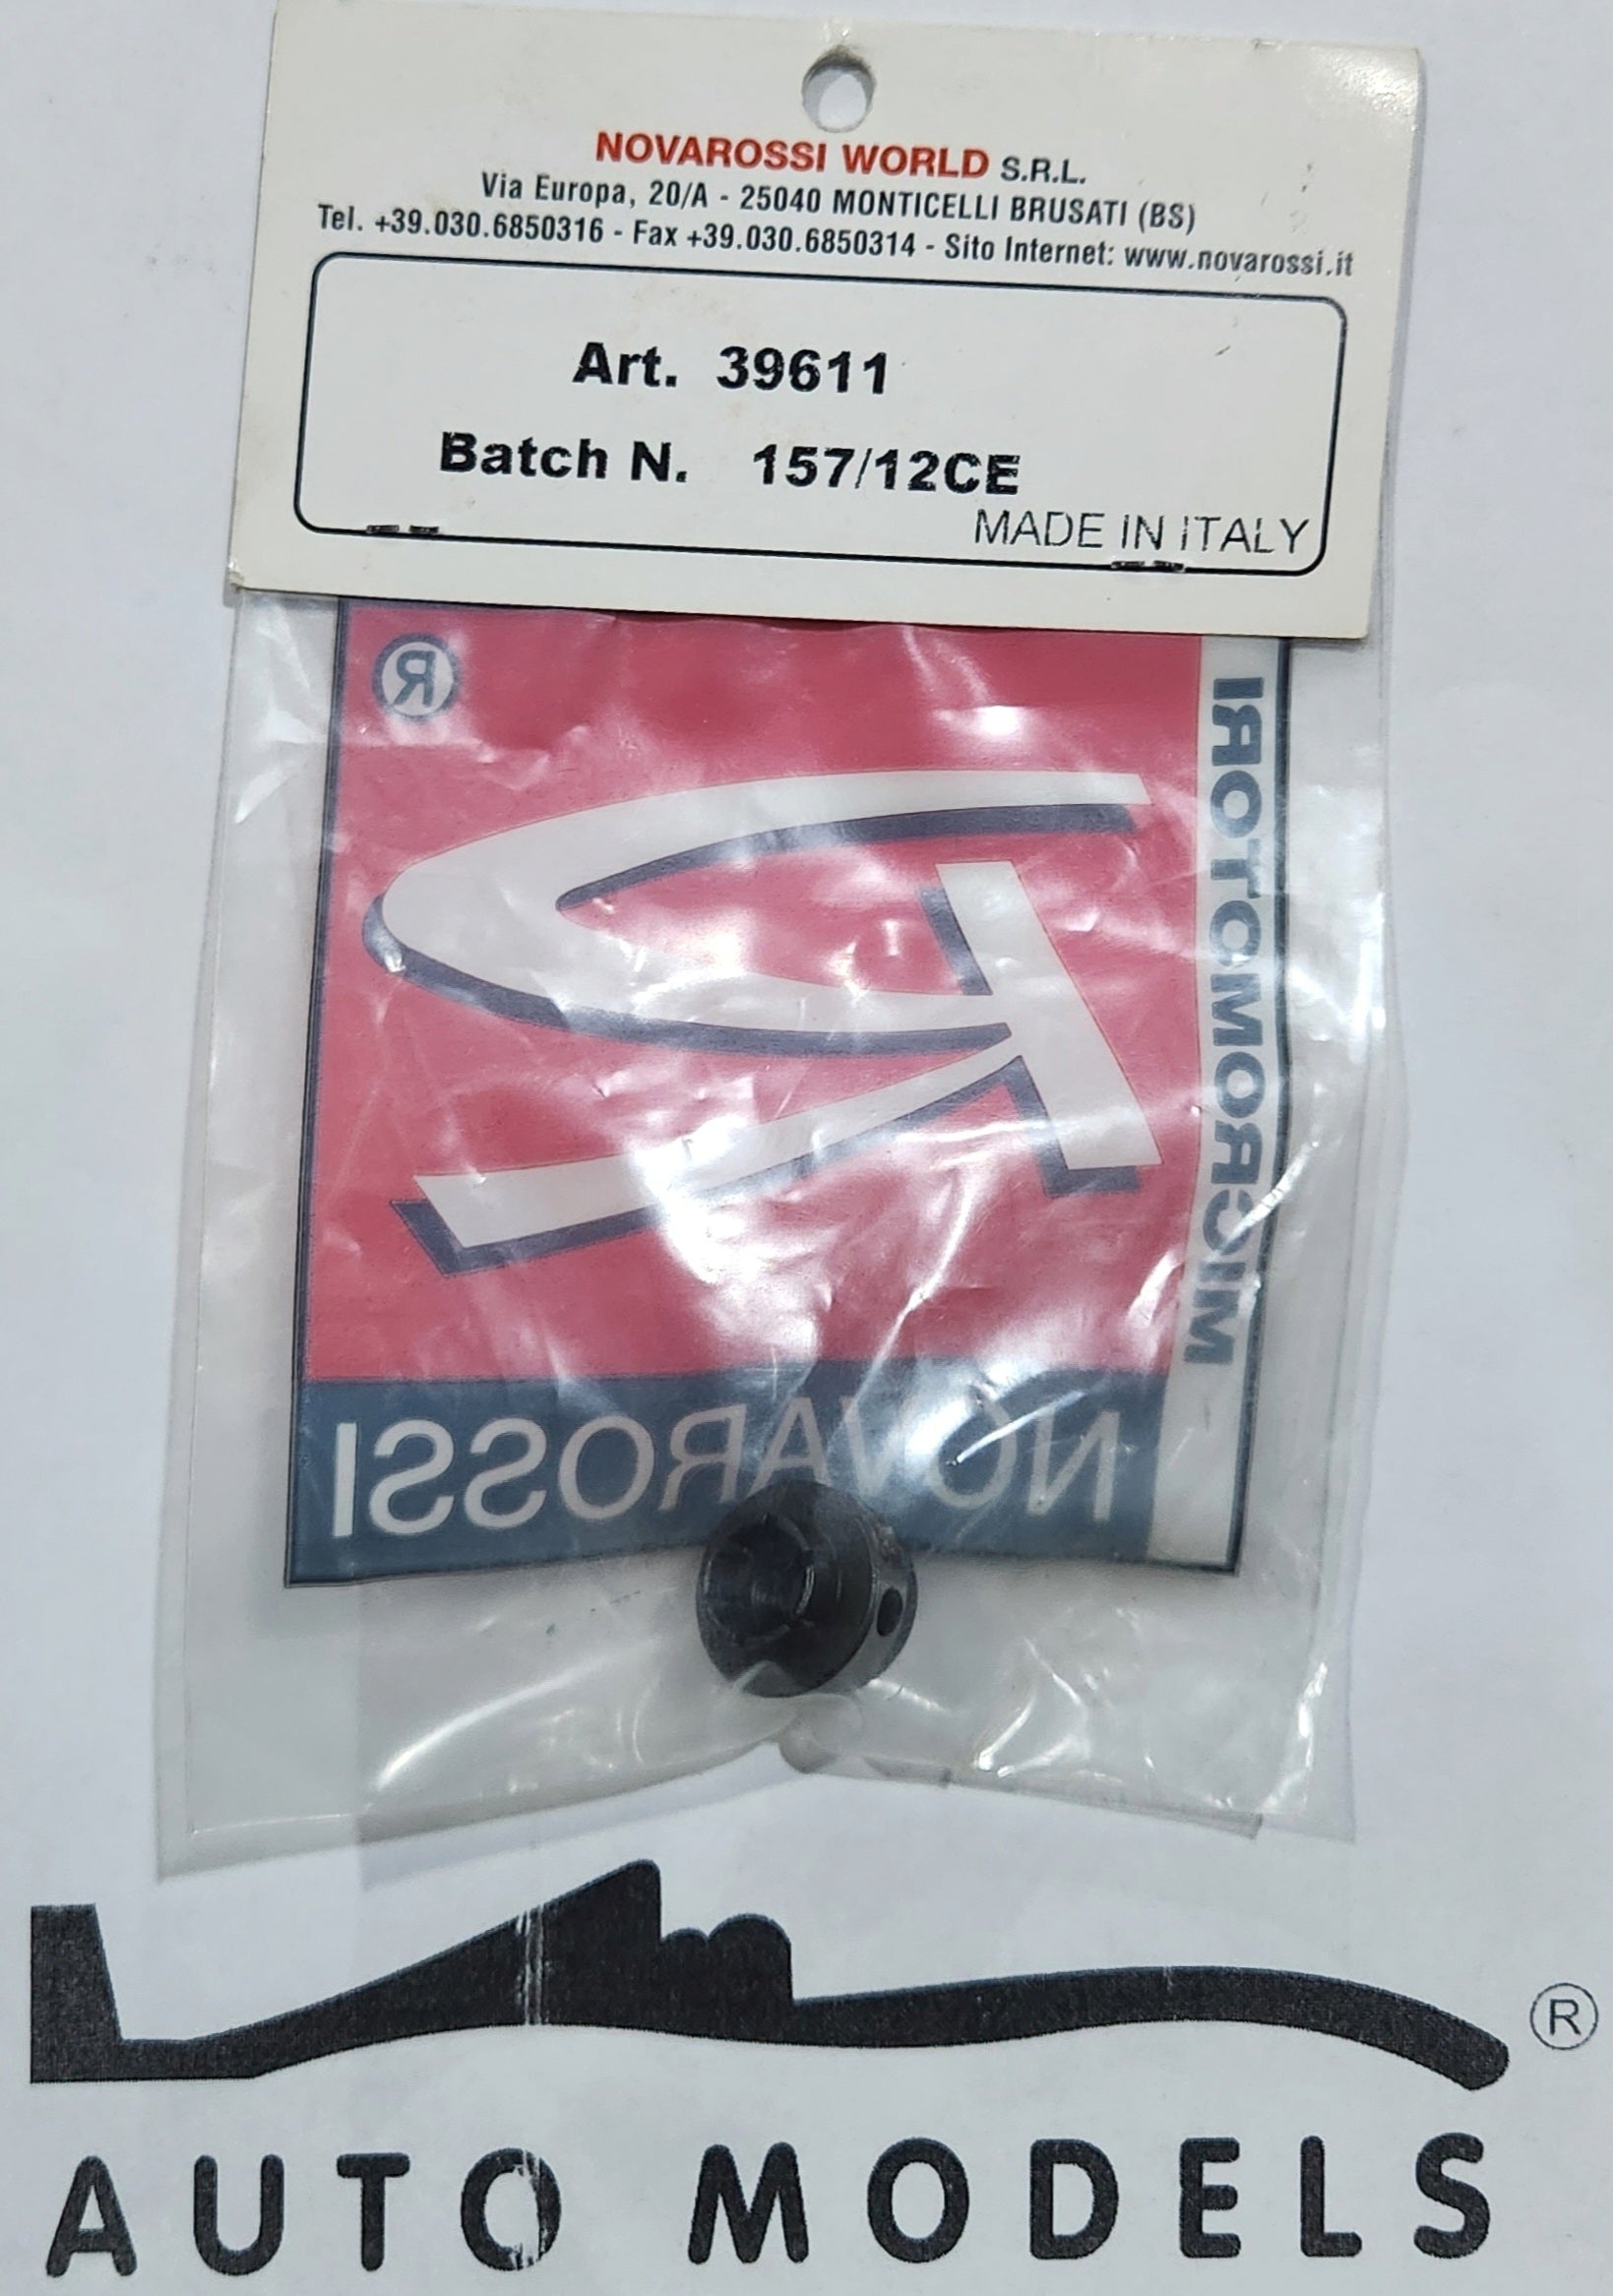 NOVAROSSI WORLD S.R.L.
Via Europa, 20/A - 25040 MONTICELLI BRUSATI (BS)
Tel. +39.030.6850316 - Fax +39.030.6850314 - Sito Internet: www.novarossi.it
Art. 39611
Batch N. 157/12CE
MADE IN ITALY
®
MICROMOTORI
NOVAROSSI
®
AUTO MODELS